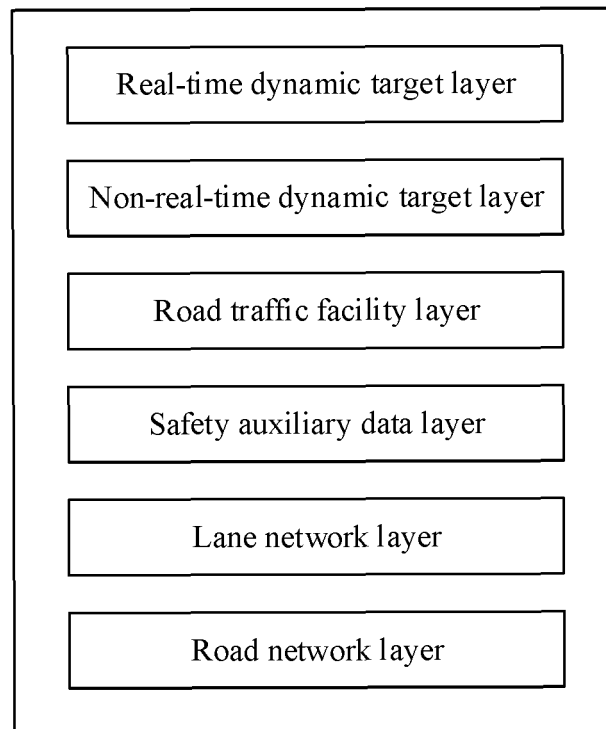 Real-time dynamic target layer
Non-real-time dynamic target layer
Road traffic facility layer
Safety auxiliary data layer
Lane network layer
Road network layer